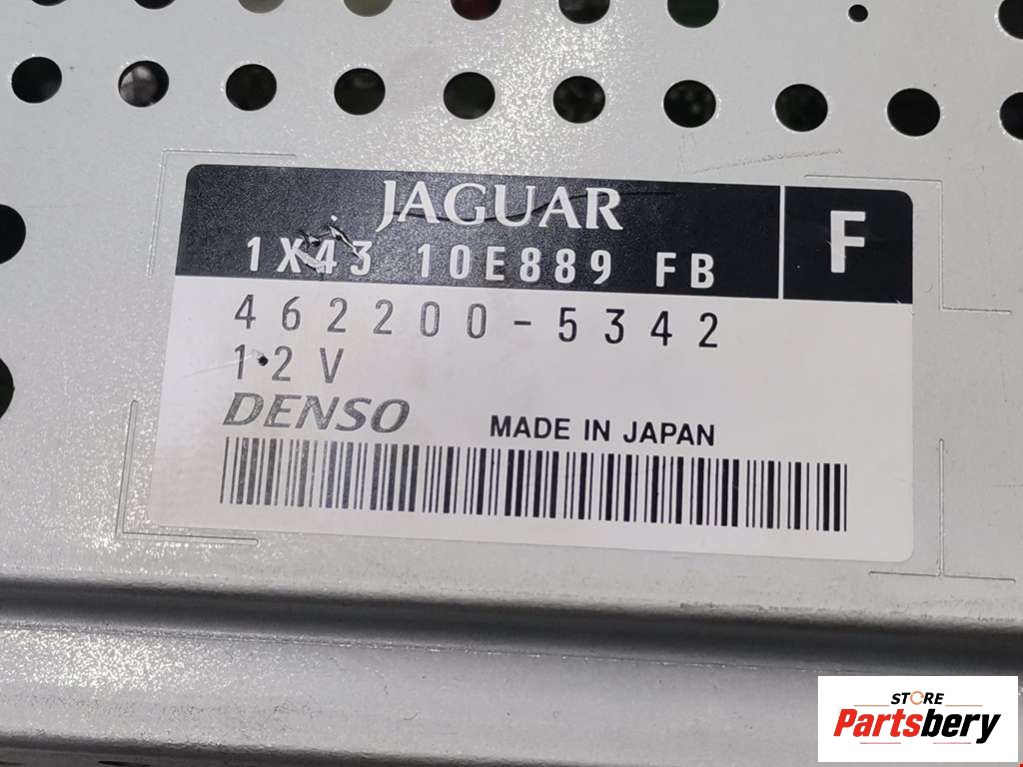 JAGUAR
1X43 10E889 FB
F
462200-5342
12V
DENSO
MADE IN JAPAN
STORE
Partsbery